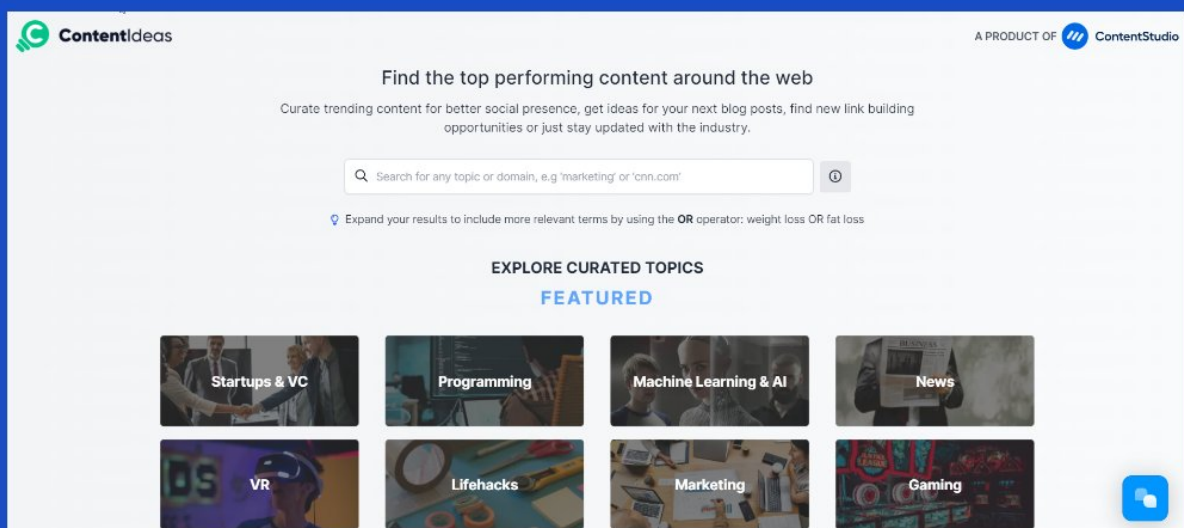 ContentIdeas
A PRODUCT OF ContentStudio
Find the top performing content around the web
Curate trending content for better social presence, get ideas for your next blog posts, find new link building
opportunities or just stay updated with the industry.
Search for any topic or domain, e.g 'marketing' or 'cnn.com'
Expand your results to include more relevant terms by using the OR operator: weight loss OR fat loss
EXPLORE CURATED TOPICS
FEATURED
Startups & VC
Programming
Machine Learning & AI
BUSINESS
News
VR
Lifehacks
Marketing
Gaming